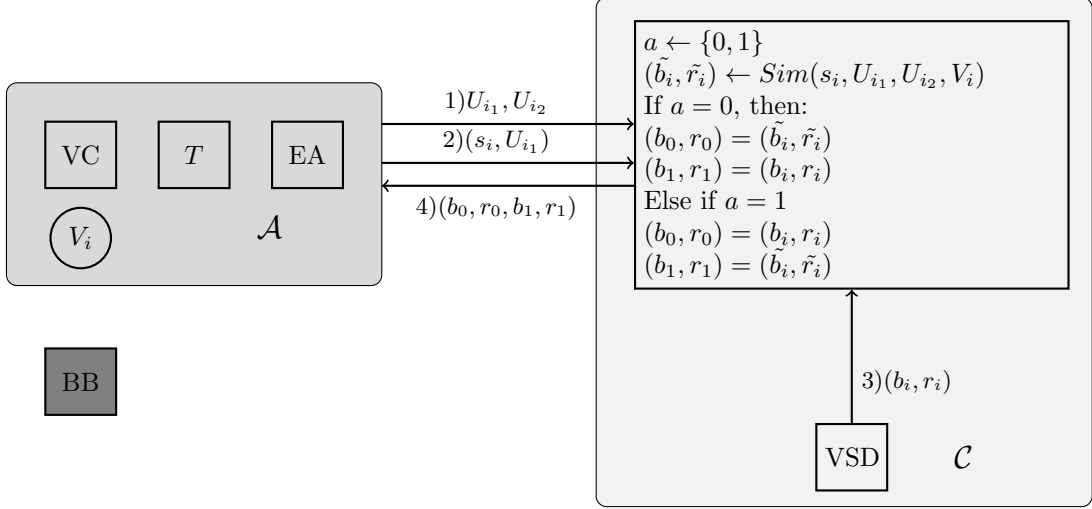 VC
T
EA
V_i
𝒜
BB
1)U_{i_1}, U_{i_2}
2)(s_i, U_{i_1})
4)(b_0, r_0, b_1, r_1)
a ← {0, 1}
(b̃_i, r̃_i) ← Sim(s_i, U_{i_1}, U_{i_2}, V_i)
If a = 0, then:
(b_0, r_0) = (b̃_i, r̃_i)
(b_1, r_1) = (b_i, r_i)
Else if a = 1
(b_0, r_0) = (b_i, r_i)
(b_1, r_1) = (b̃_i, r̃_i)
3)(b_i, r_i)
VSD
𝒞